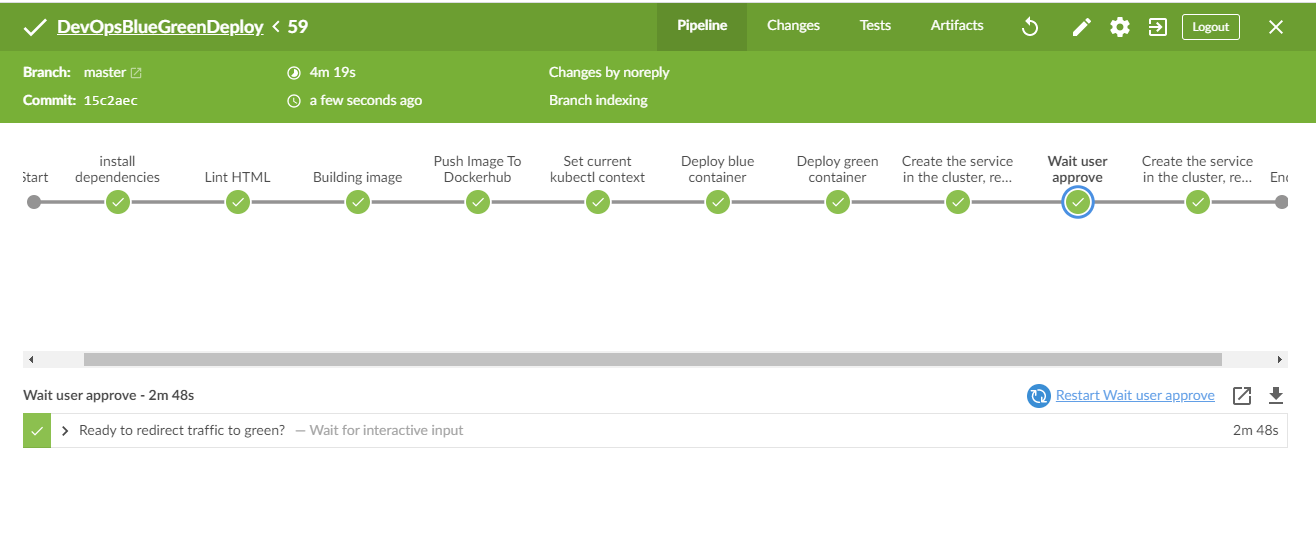 DevOpsBlueGreenDeploy < 59
Pipeline Changes Tests Artifacts Logout
Branch: master 4m 19s Changes by noreply
Commit: 15c2aec a few seconds ago Branch indexing
install dependencies
Lint HTML
Building image
Push Image To Dockerhub
Set current kubectl context
Deploy blue container
Deploy green container
Create the service in the cluster, re...
Wait user approve
Create the service in the cluster, re...
Wait user approve - 2m 48s
Restart Wait user approve
Ready to redirect traffic to green? — Wait for interactive input 2m 48s